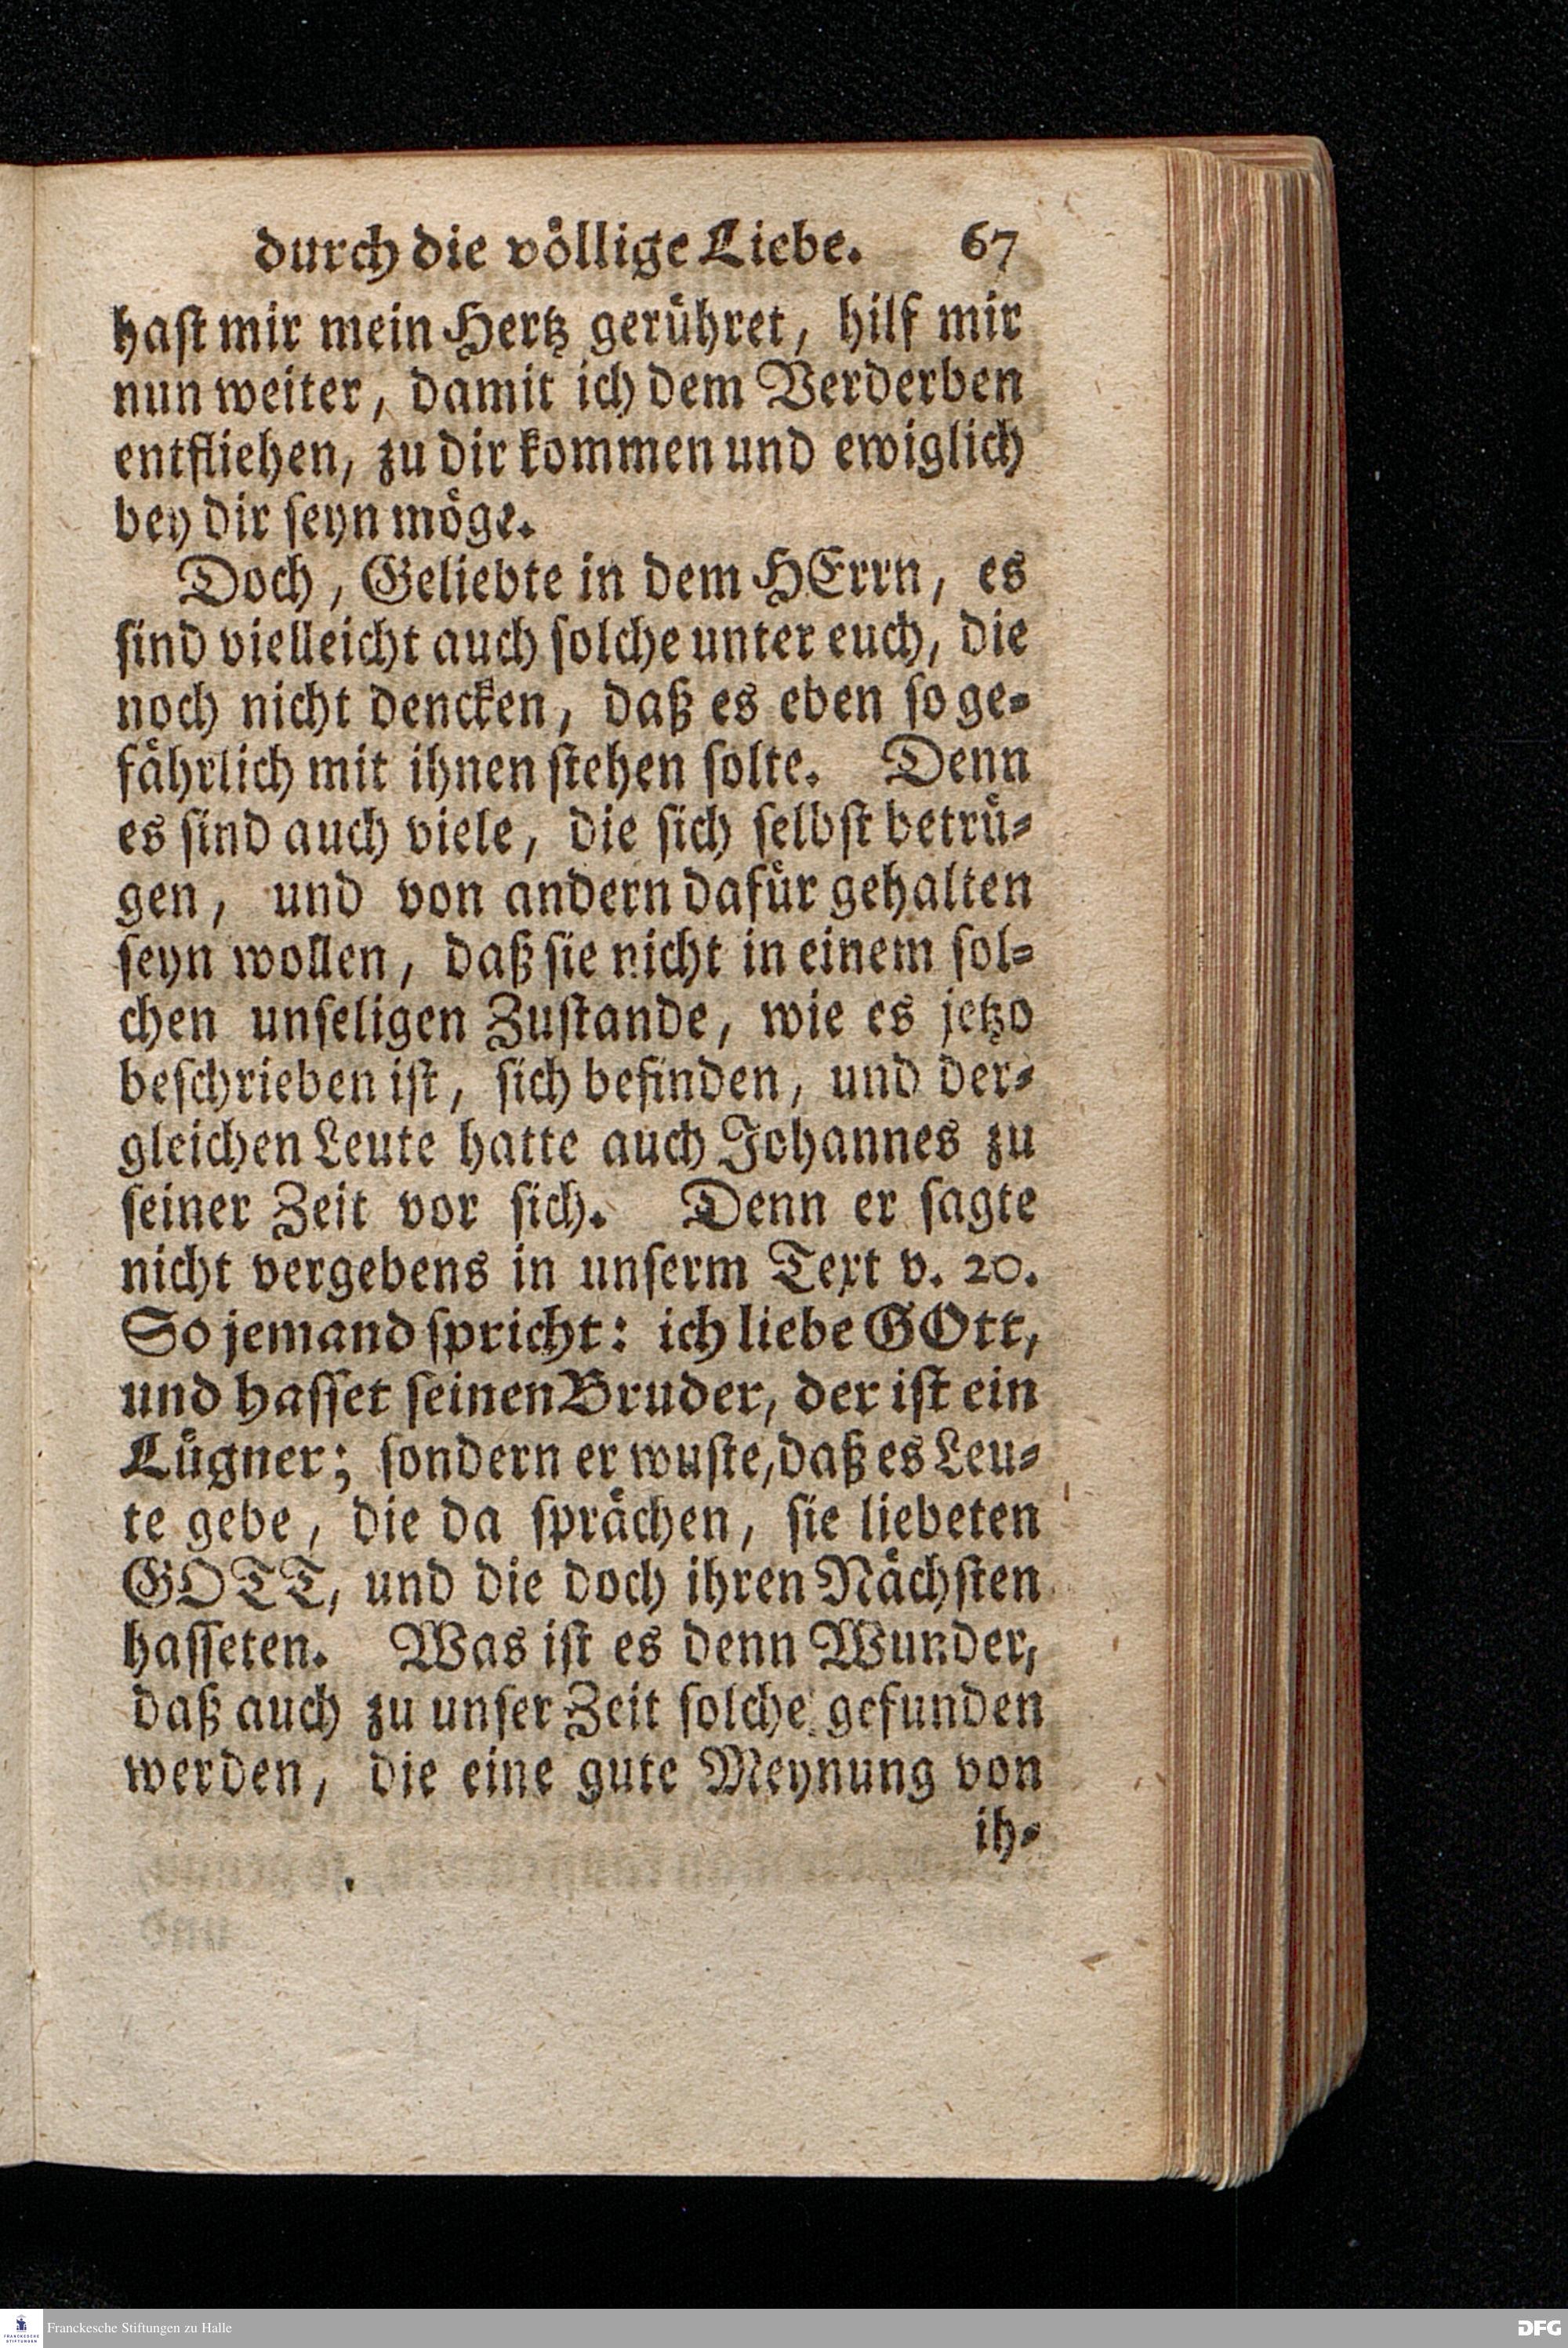 durch die völlige Liebe. 67
hast mir mein Hertz gerühret, hilf mir
nun weiter, damit ich dem Verderben
entfliehen, zu dir kommen und ewiglich
bey dir seyn möge.
Doch, Geliebte in dem HErrn, es
sind vielleicht auch solche unter euch, die
noch nicht dencken, daß es eben so ge-
fährlich mit ihnen stehen solte. Denn
es sind auch viele, die sich selbst betrü-
gen, und von andern dafür gehalten
seyn wollen, daß sie nicht in einem sol-
chen unseligen Zustande, wie es jetzo
beschrieben ist, sich befinden, und der-
gleichen Leute hatte auch Johannes zu
seiner Zeit vor sich. Denn er sagte
nicht vergebens in unserm Text v. 20.
So jemand spricht: ich liebe GOtt,
und hasset seinen Bruder, der ist ein
Lügner; sondern er wuste, daß es Leu-
te gebe, die da sprächen, sie liebeten
GOTT, und die doch ihren Nächsten
hasseten. Was ist es denn Wunder,
daß auch zu unser Zeit solche gefunden
werden, die eine gute Meynung von
ih-
Franckesche Stiftungen zu Halle
DFG